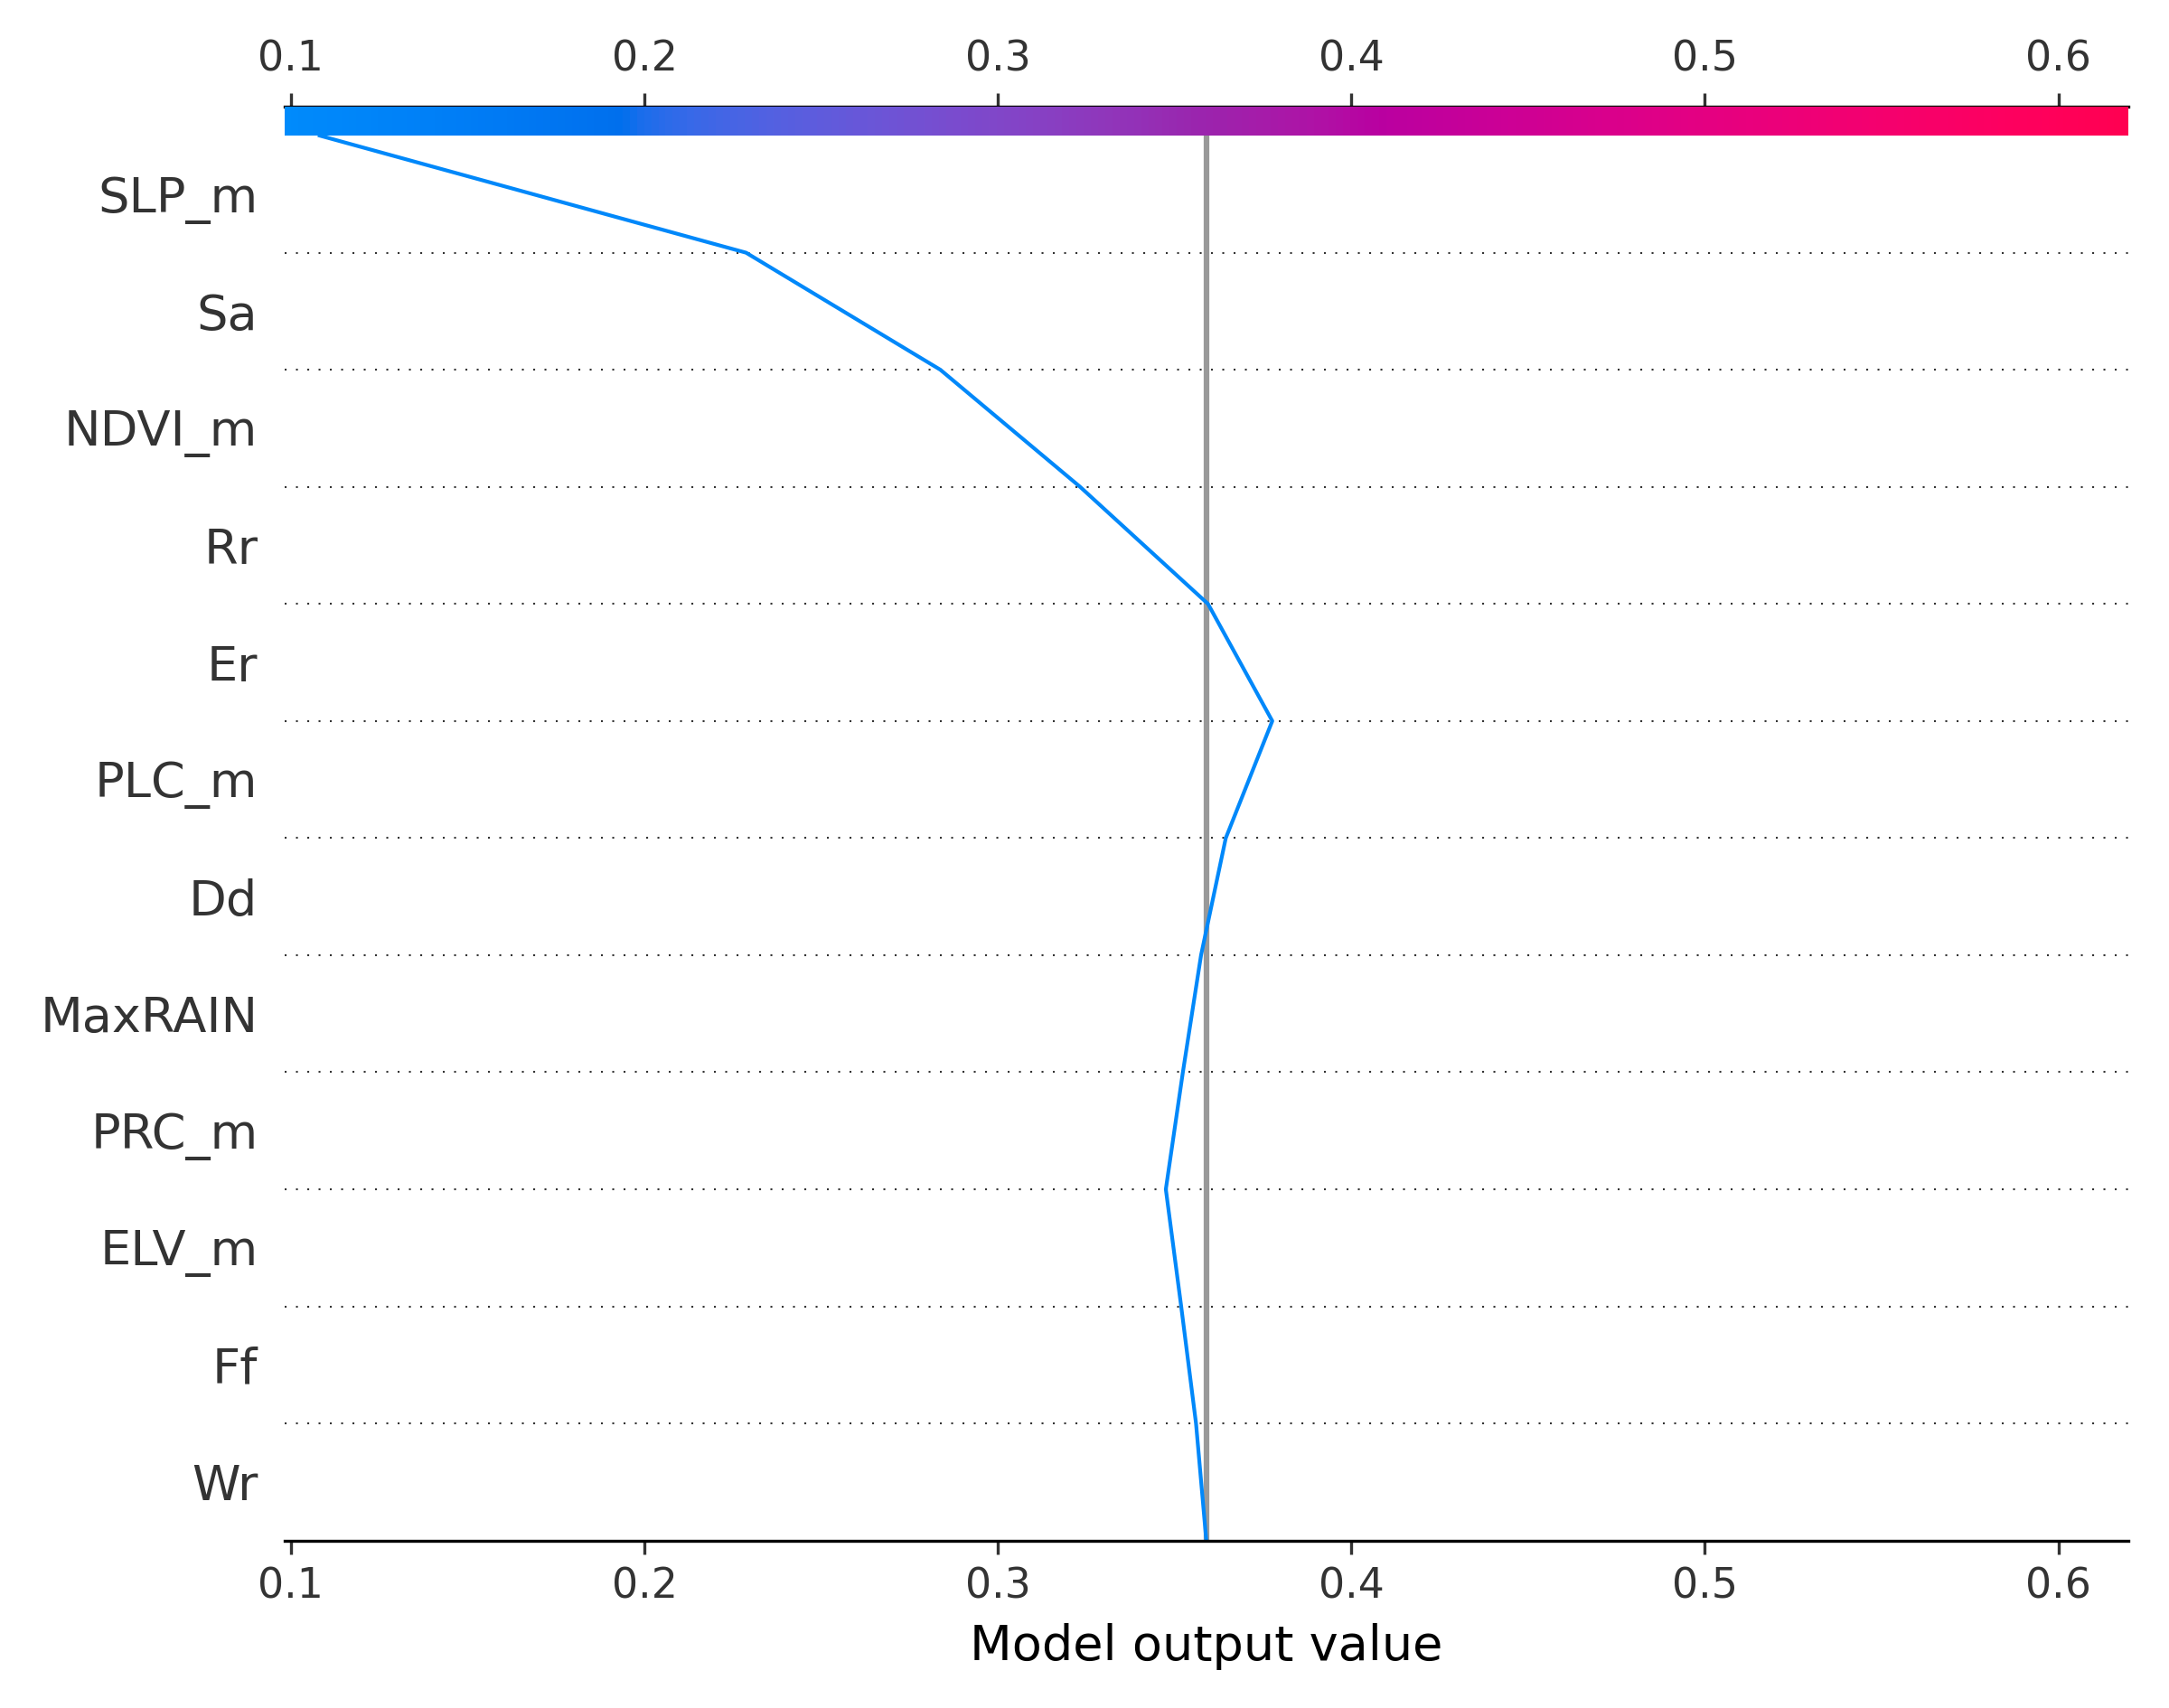 0.1 0.2 0.3 0.4 0.5 0.6
SLP_m
Sa
NDVI_m
Rr
Er
PLC_m
Dd
MaxRAIN
PRC_m
ELV_m
Ff
Wr
0.1 0.2 0.3 0.4 0.5 0.6
Model output value